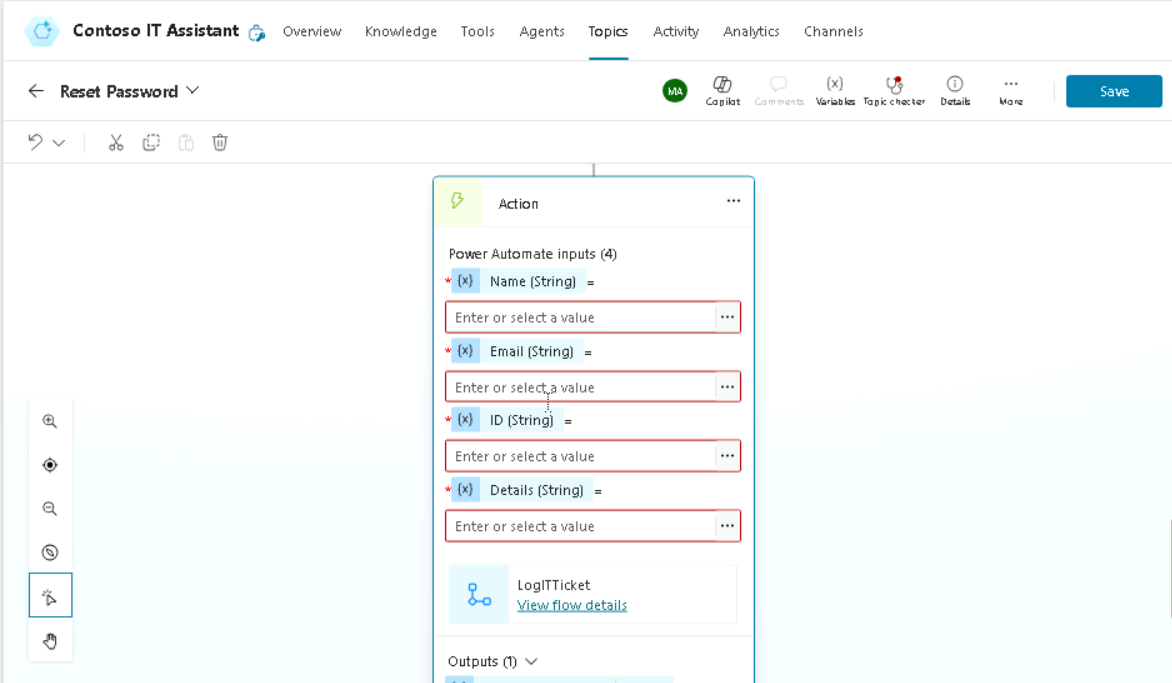 Contoso IT Assistant Overview Knowledge Tools Agents Topics Activity Analytics Channels
Reset Password MA Copilot Comments {x} Variables Topic checker Details More Save
Action
Power Automate inputs (4)
* {x} Name (String) =
Enter or select a value
* {x} Email (String) =
Enter or select a value
* {x} ID (String) =
Enter or select a value
* {x} Details (String) =
Enter or select a value
LogITTicket
View flow details
Outputs (1)